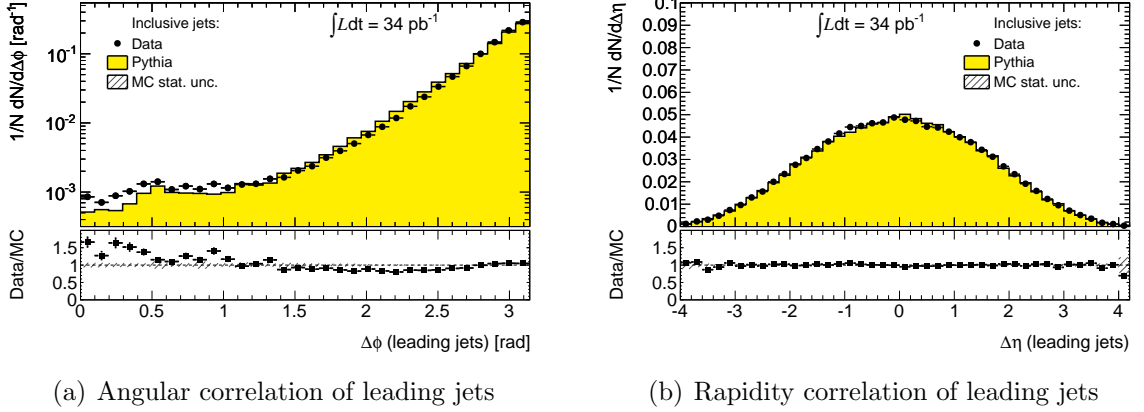 1/N dN/dΔφ [rad⁻¹]
10⁻¹
10⁻²
10⁻³
Inclusive jets:
Data
Pythia
MC stat. unc.
∫Ldt = 34 pb⁻¹
Data/MC
1.5
1
0.5
0
0 0.5 1 1.5 2 2.5 3
Δφ (leading jets) [rad]
(a) Angular correlation of leading jets
1/N dN/dΔη
0.1
0.09
0.08
0.07
0.06
0.05
0.04
0.03
0.02
0.01
0
∫Ldt = 34 pb⁻¹
Inclusive jets:
Data
Pythia
MC stat. unc.
Data/MC
1.5
1
0.5
0
-4 -3 -2 -1 0 1 2 3 4
Δη (leading jets)
(b) Rapidity correlation of leading jets